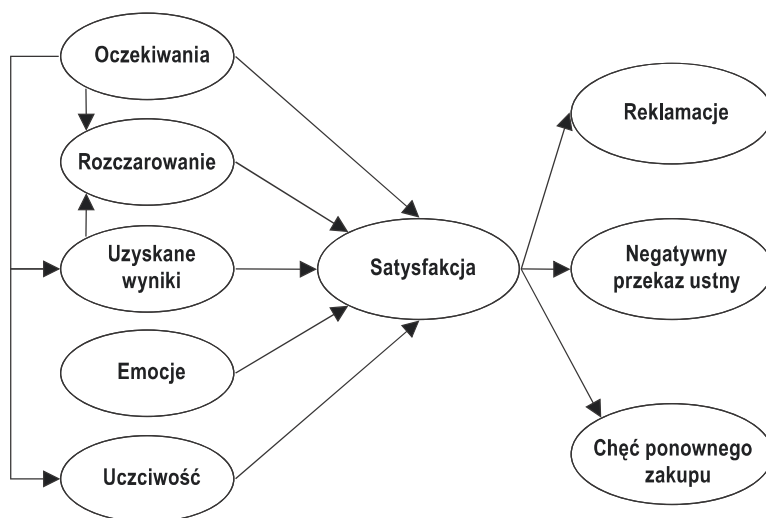 Oczekiwania
Rozczarowanie
Uzyskane
wyniki
Emocje
Uczciwość
Satysfakcja
Reklamacje
Negatywny
przekaz ustny
Chęć ponownego
zakupu